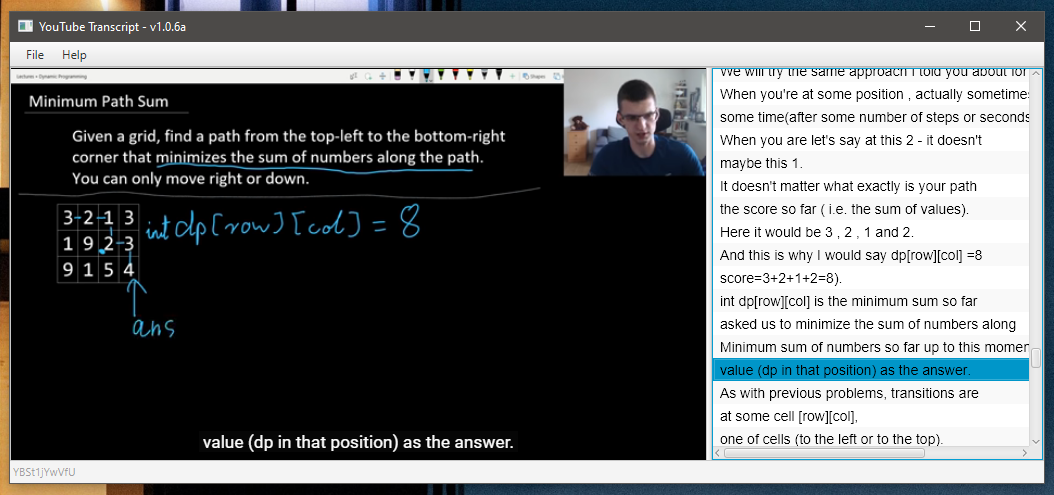 YouTube Transcript - v1.0.6a
File Help
Lectures • Dynamic Programming
Shapes
Minimum Path Sum
Given a grid, find a path from the top-left to the bottom-right
corner that minimizes the sum of numbers along the path.
You can only move right or down.
3-2-1 3
1 9 2-3
9 1 5 4
int dp[row][col] = 8
ans
value (dp in that position) as the answer.
We will try the same approach I told you about for
When you're at some position , actually sometime
some time(after some number of steps or seconds
When you are let's say at this 2 - it doesn't
maybe this 1.
It doesn't matter what exactly is your path
the score so far ( i.e. the sum of values).
Here it would be 3 , 2 , 1 and 2.
And this is why I would say dp[row][col] =8
score=3+2+1+2=8).
int dp[row][col] is the minimum sum so far
asked us to minimize the sum of numbers along
Minimum sum of numbers so far up to this momen
value (dp in that position) as the answer.
As with previous problems, transitions are
at some cell [row][col],
one of cells (to the left or to the top).
YBSt1jYwVfU